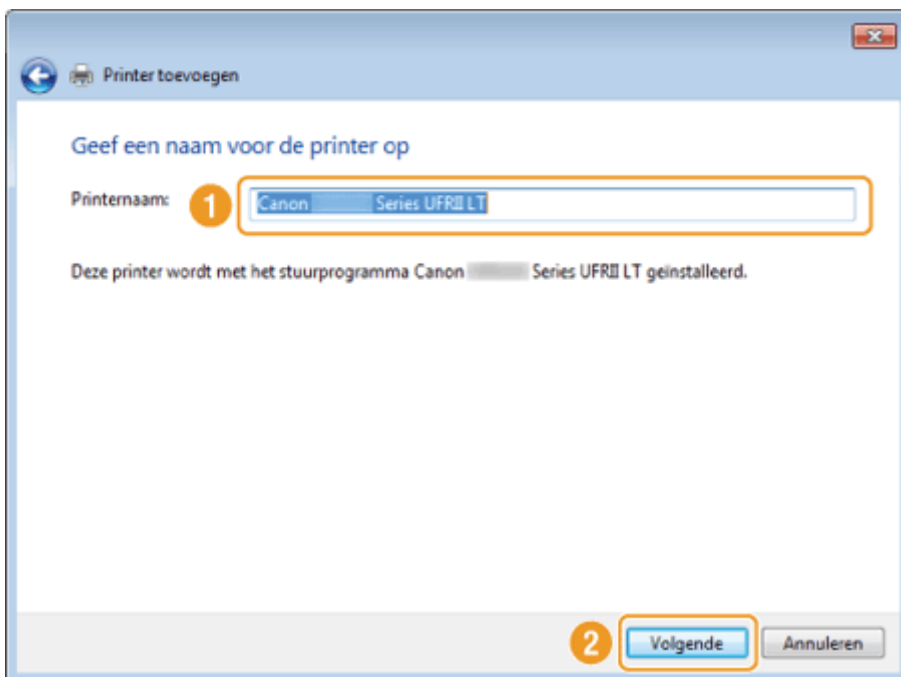 Printer toevoegen
Geef een naam voor de printer op
Printernaam: 1 Canon Series UFRII LT
Deze printer wordt met het stuurprogramma Canon Series UFRII LT geïnstalleerd.
2 Volgende Annuleren